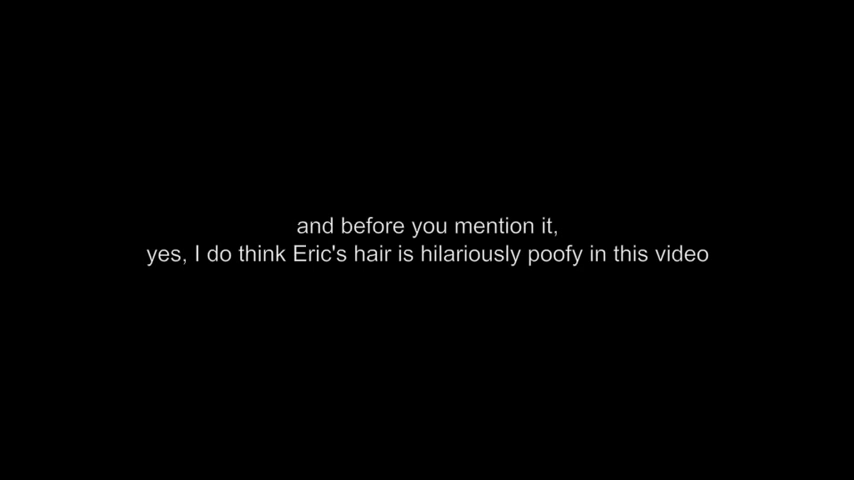 and before you mention it,
yes, I do think Eric's hair is hilariously poofy in this video